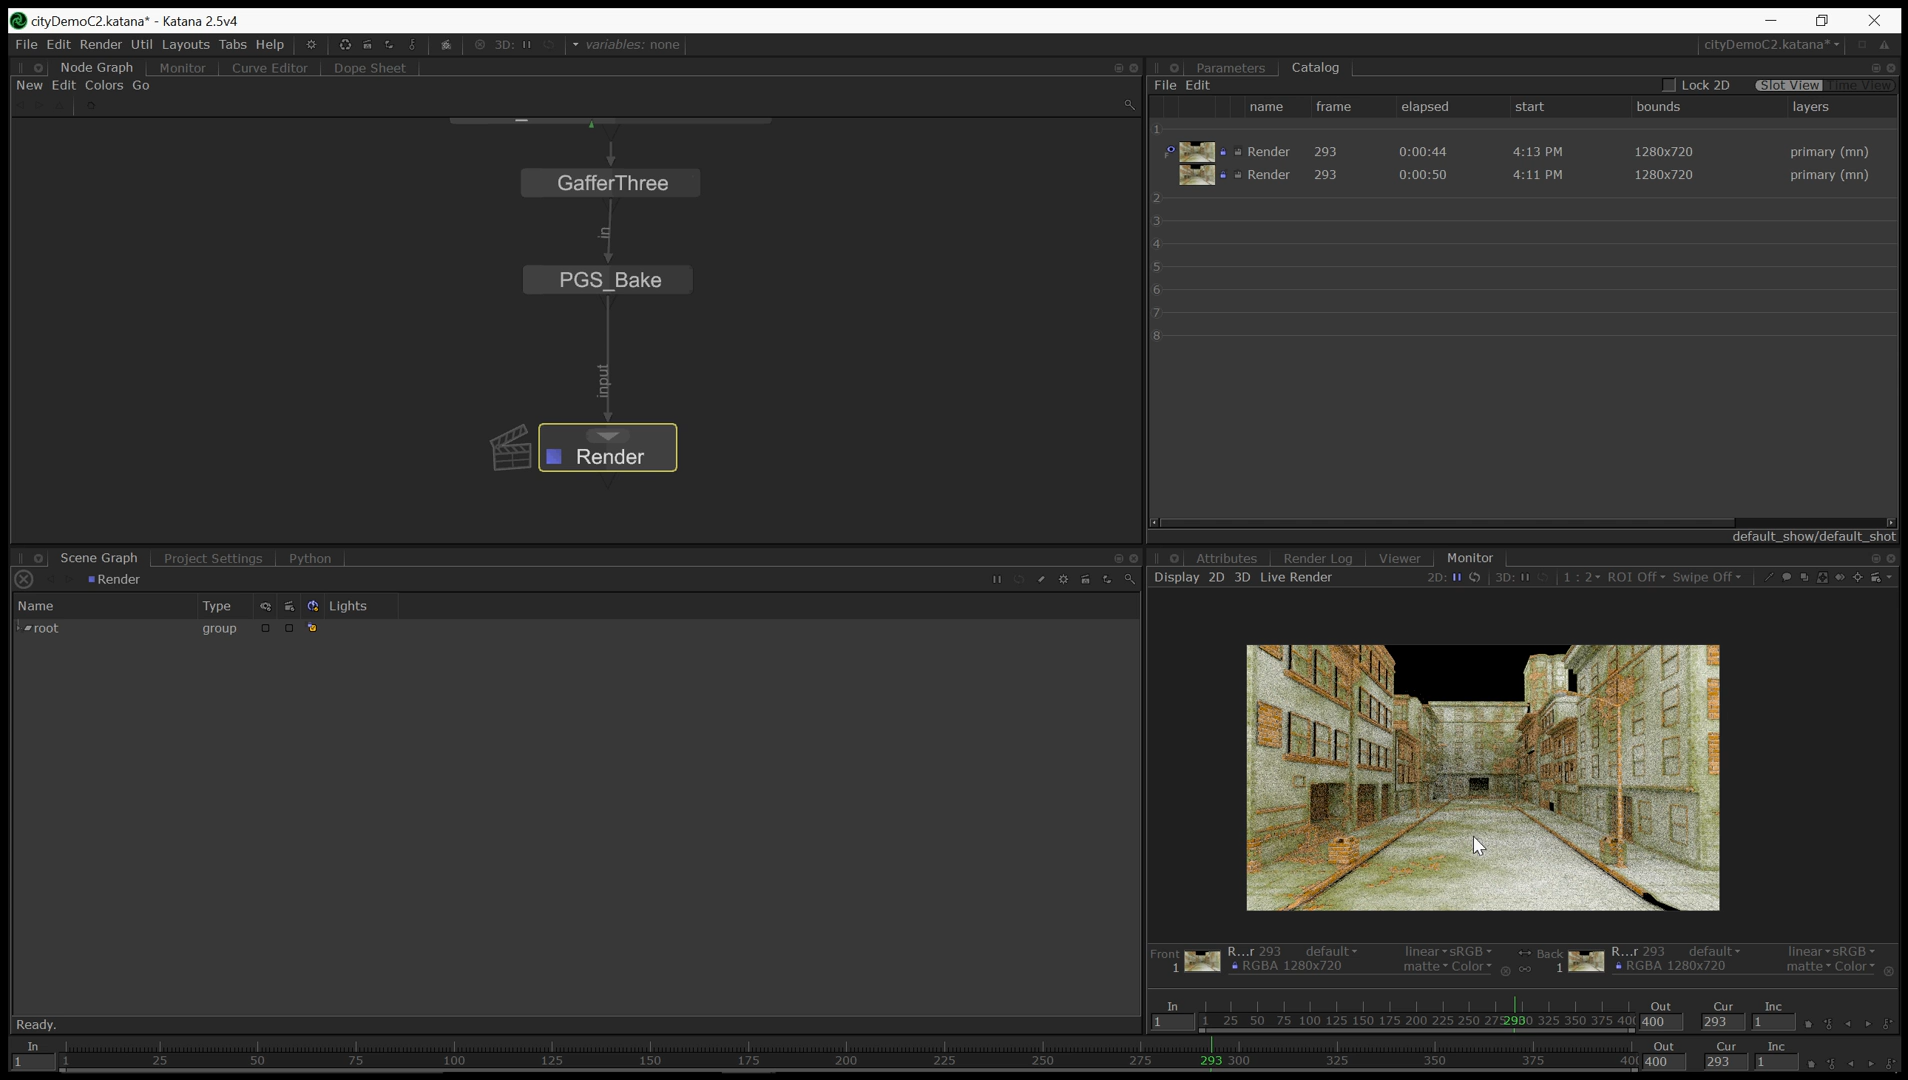 cityDemoC2.katana* - Katana 2.5v4
File Edit Render Util Layouts Tabs Help 3D: variables: none cityDemoC2.katana*
Node Graph Monitor Curve Editor Dope Sheet
New Edit Colors Go
GafferThree
in
PGS_Bake
input
Render
Parameters Catalog
File Edit Lock 2D Slot View Time View
name frame elapsed start bounds layers
1
Render 293 0:00:44 4:13 PM 1280x720 primary (mn)
Render 293 0:00:50 4:11 PM 1280x720 primary (mn)
2
3
4
5
6
7
8
default_show/default_shot
Scene Graph Project Settings Python
Render
Name Type Lights
root group
Ready.
Attributes Render Log Viewer Monitor
Display 2D 3D Live Render 2D: 3D: 1 : 2 ROI Off Swipe Off
Front R...r 293 default linear sRGB Back R...r 293 default linear sRGB
1 RGBA 1280x720 matte Color 1 RGBA 1280x720 matte Color
In Out Cur Inc
1 1 25 50 75 100 125 150 175 200 225 250 275 293 325 350 375 400 293 1
In Out Cur Inc
1 1 25 50 75 100 125 150 175 200 225 250 275 293 300 325 350 375 400 293 1